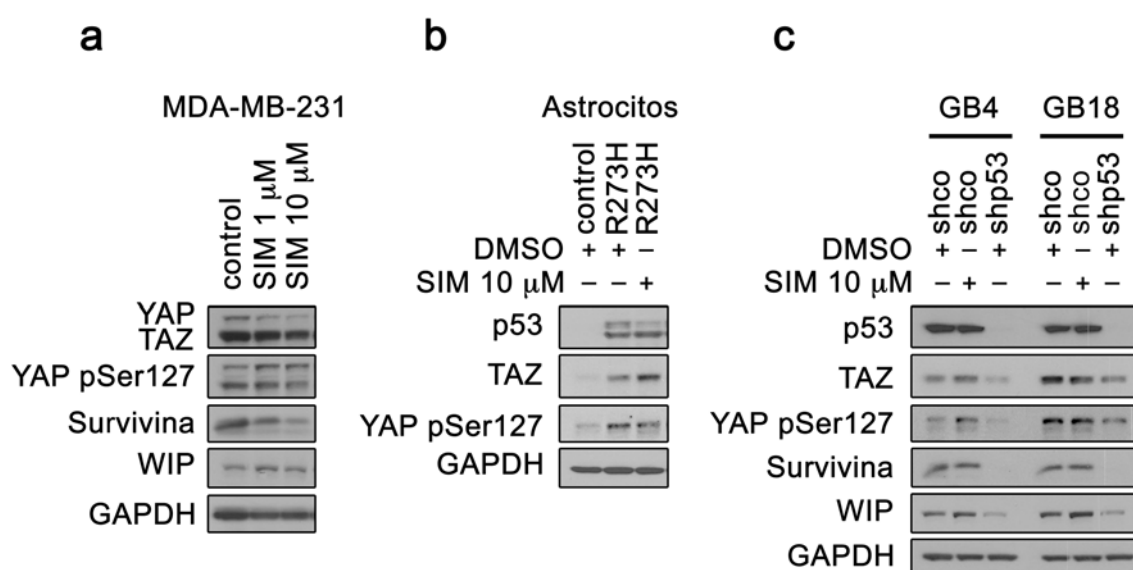 a
MDA-MB-231
control
SIM 1 μM
SIM 10 μM
YAP
TAZ
YAP pSer127
Survivina
WIP
GAPDH
b
Astrocitos
control
R273H
R273H
DMSO + + –
SIM 10 μM – – +
p53
TAZ
YAP pSer127
GAPDH
c
GB4 GB18
shco
shco
shp53
shco
shco
shp53
DMSO + – + + – +
SIM 10 μM – + – – + –
p53
TAZ
YAP pSer127
Survivina
WIP
GAPDH